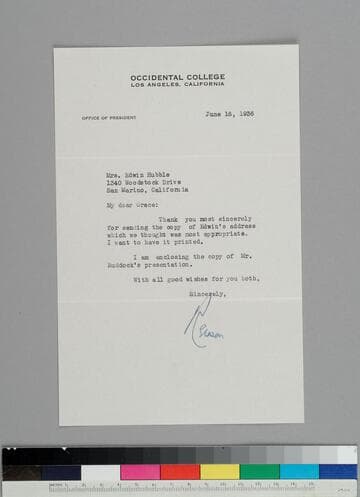 OCCIDENTAL COLLEGE
LOS ANGELES, CALIFORNIA
OFFICE OF PRESIDENT
June 16, 1936
Mrs. Edwin Hubble
1340 Woodstock Drive
San Marino, California
My dear Grace:
Thank you most sincerely
for sending the copy of Edwin's address
which we thought was most appropriate.
I want to have it printed.
I am enclosing the copy of Mr.
Ruddock's presentation.
With all good wishes for you both,
Sincerely,